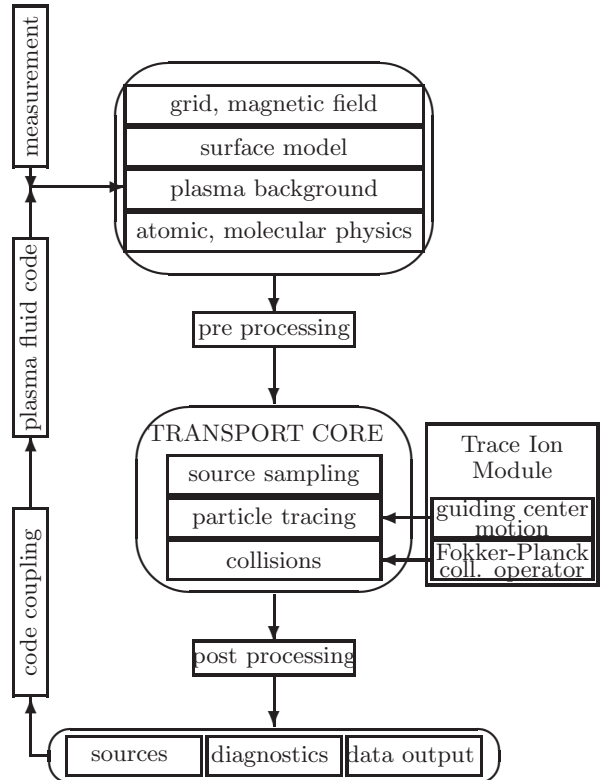 measurement
grid, magnetic field
surface model
plasma background
atomic, molecular physics
plasma fluid code
pre processing
TRANSPORT CORE
source sampling
particle tracing
collisions
Trace Ion
Module
guiding center
motion
Fokker-Planck
coll. operator
code coupling
post processing
sources
diagnostics
data output